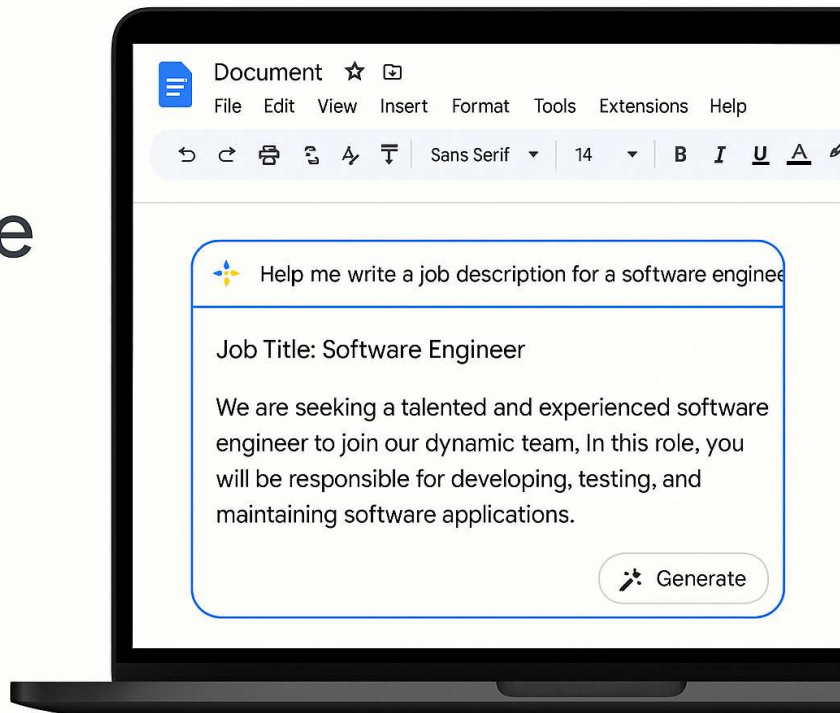 Document
File Edit View Insert Format Tools Extensions Help
Sans Serif 14 B I U A
e
Help me write a job description for a software enginee
Job Title: Software Engineer
We are seeking a talented and experienced software
engineer to join our dynamic team, In this role, you
will be responsible for developing, testing, and
maintaining software applications.
Generate